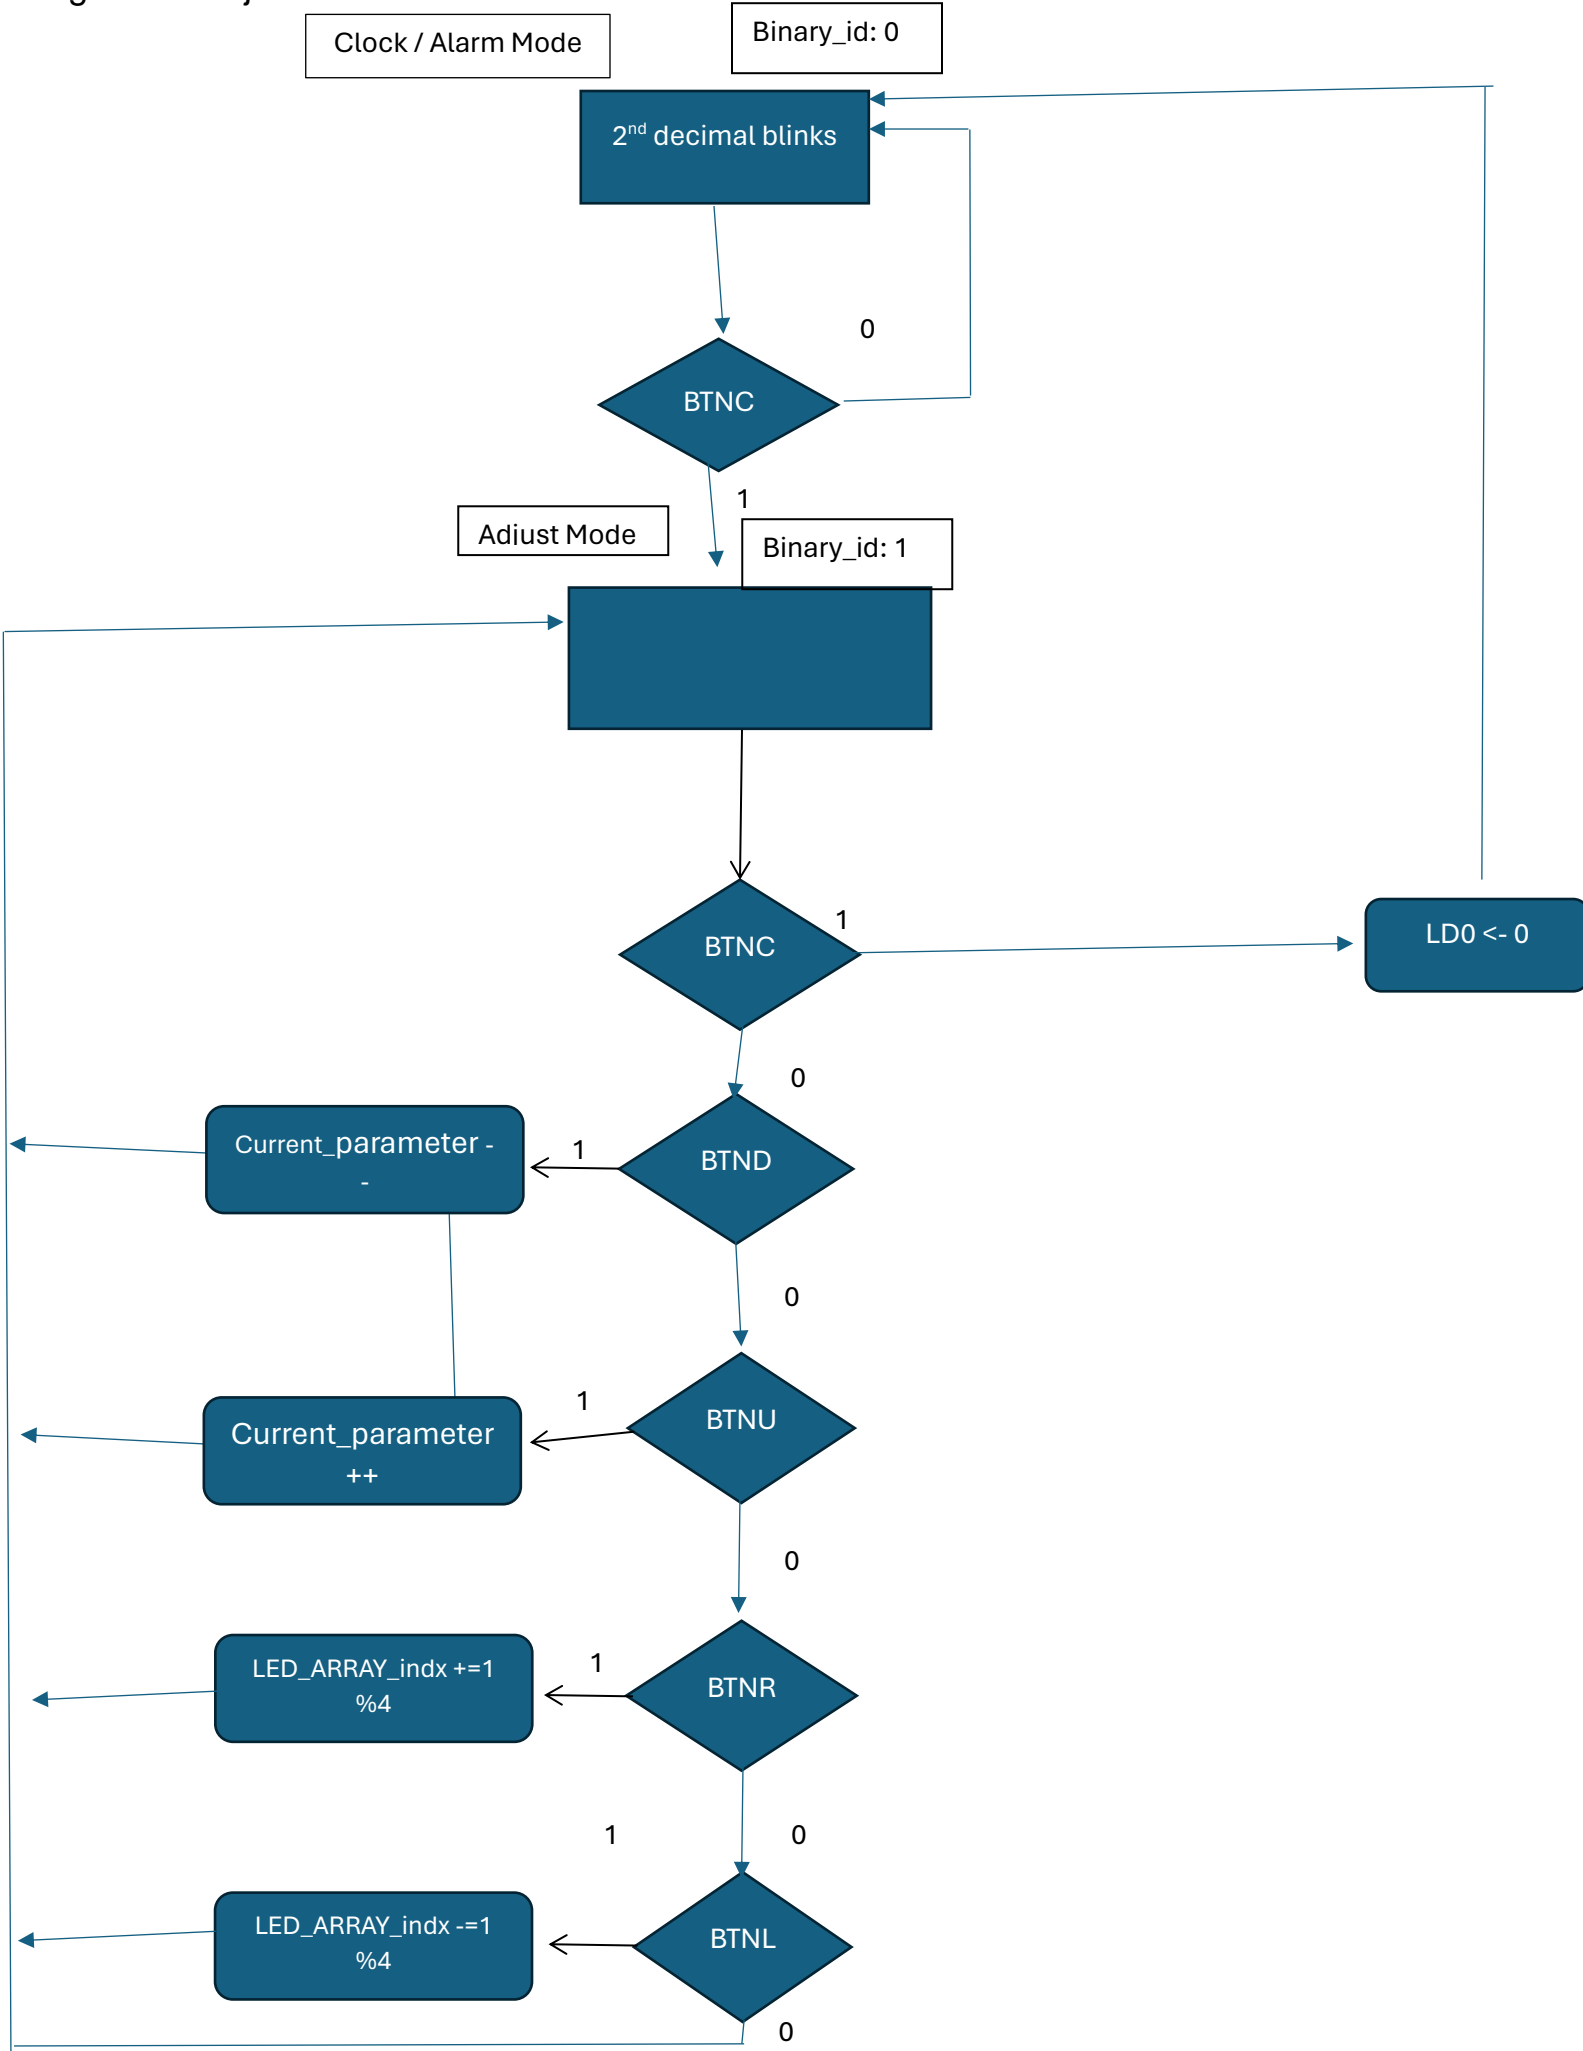 Clock / Alarm Mode
Binary_id: 0
2nd decimal blinks
0
BTNC
1
Adjust Mode
Binary_id: 1
BTNC
1
LD0 <- 0
0
Current_parameter -
-
1
BTND
0
Current_parameter
++
1
BTNU
0
LED_ARRAY_indx +=1
%4
1
BTNR
1
0
LED_ARRAY_indx -=1
%4
BTNL
0